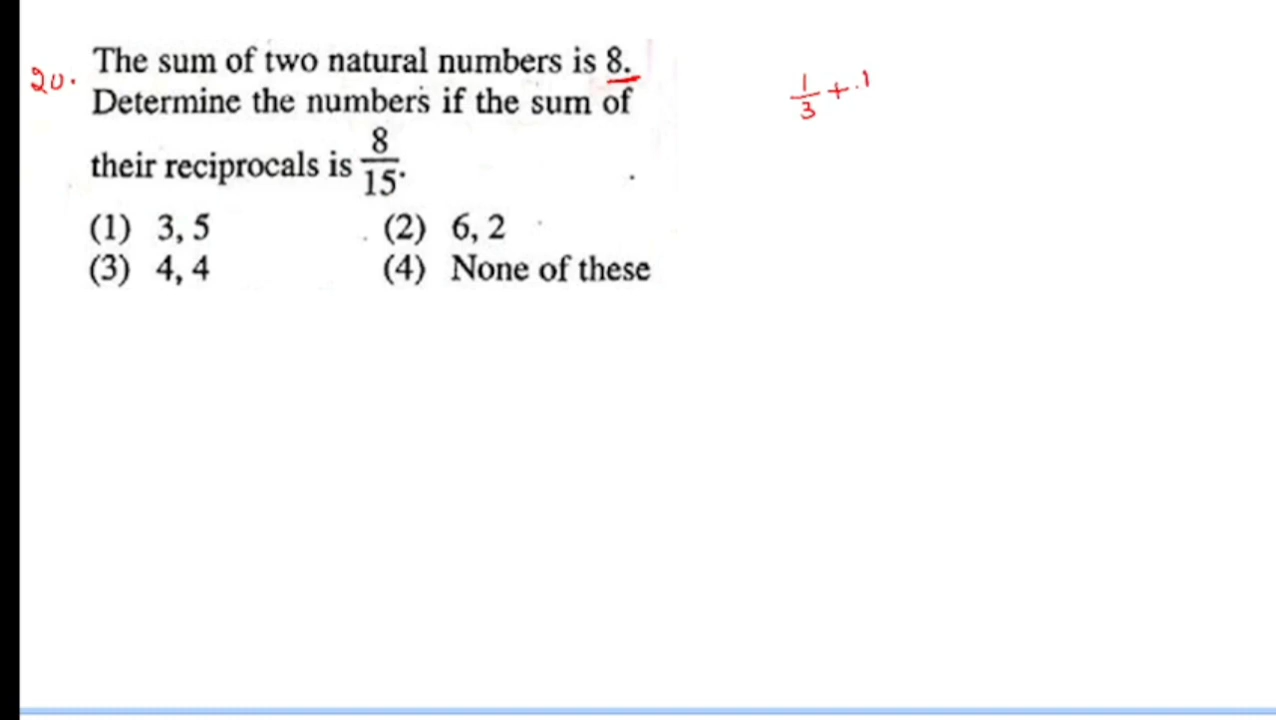 20. The sum of two natural numbers is 8.
Determine the numbers if the sum of
their reciprocals is 8/15.
(1) 3, 5 (2) 6, 2
(3) 4, 4 (4) None of these
1/3 + 1